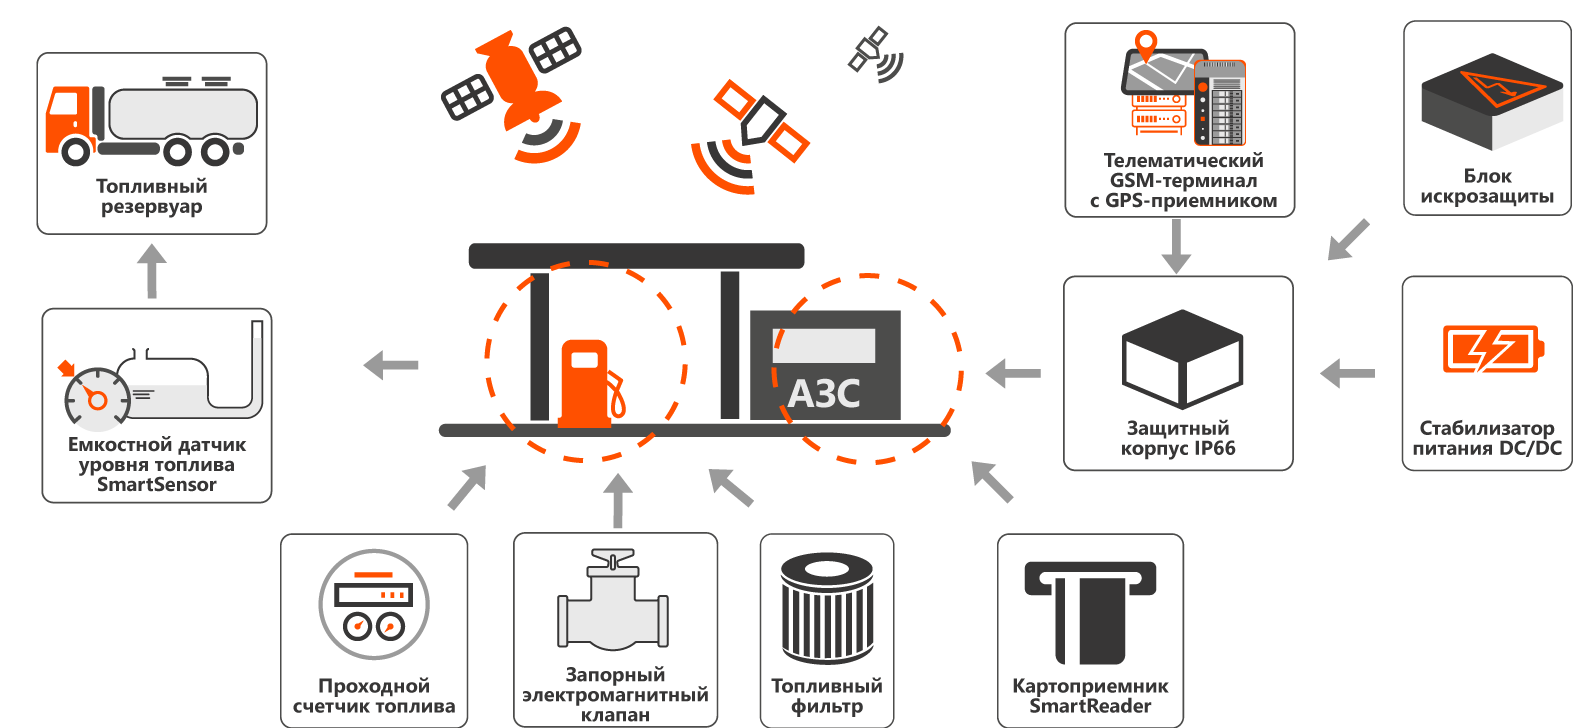 Топливный
резервуар
Телематический
GSM-терминал
с GPS-приемником
Блок
искрозащиты
Емкостной датчик
уровня топлива
SmartSensor
АЗС
Защитный
корпус IP66
Стабилизатор
питания DC/DC
Проходной
счетчик топлива
Запорный
электромагнитный
клапан
Топливный
фильтр
Картоприемник
SmartReader